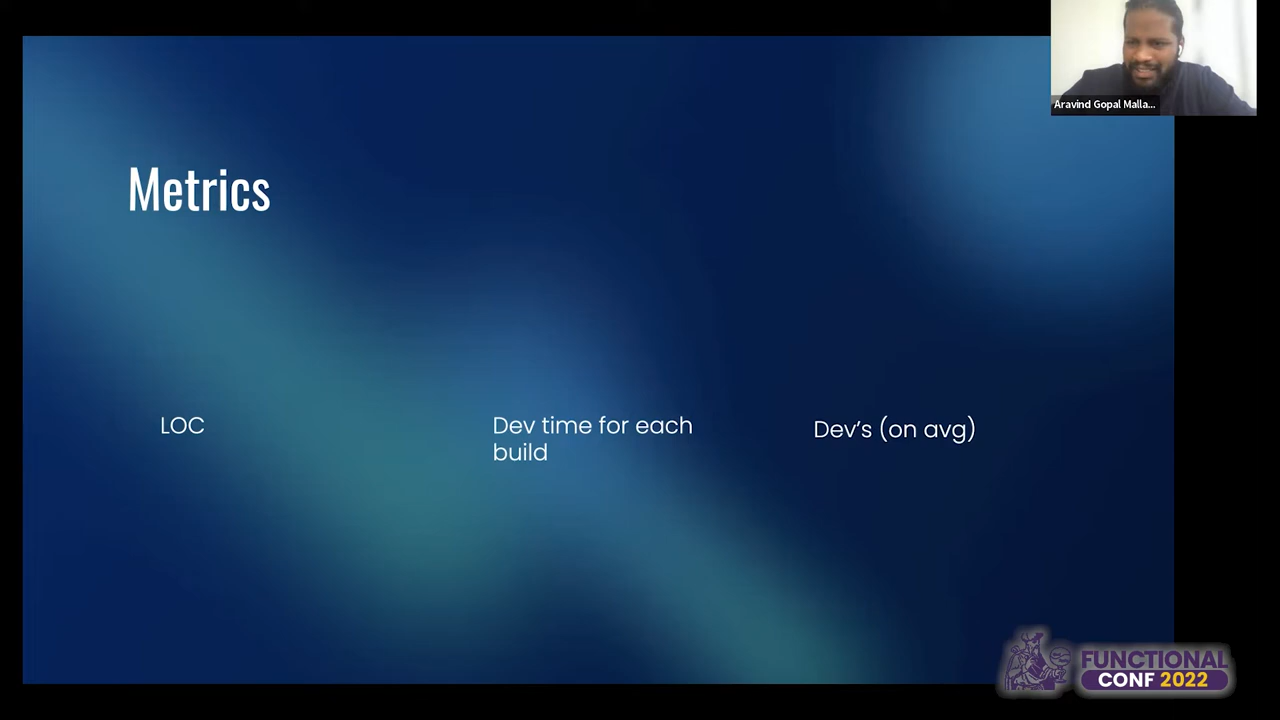 Aravind Gopal Malla...
Metrics
LOC
Dev time for each
build
Dev's (on avg)
FUNCTIONAL
CONF 2022